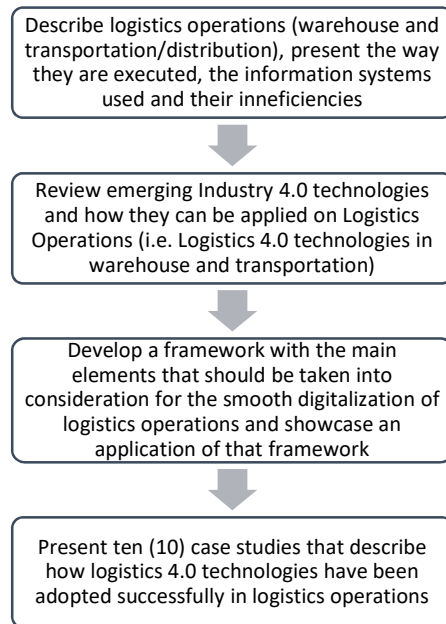 Describe logistics operations (warehouse and
transportation/distribution), present the way
they are executed, the information systems
used and their inneficiencies
Review emerging Industry 4.0 technologies
and how they can be applied on Logistics
Operations (i.e. Logistics 4.0 technologies in
warehouse and transportation)
Develop a framework with the main
elements that should be taken into
consideration for the smooth digitalization of
logistics operations and showcase an
application of that framework
Present ten (10) case studies that describe
how logistics 4.0 technologies have been
adopted successfully in logistics operations